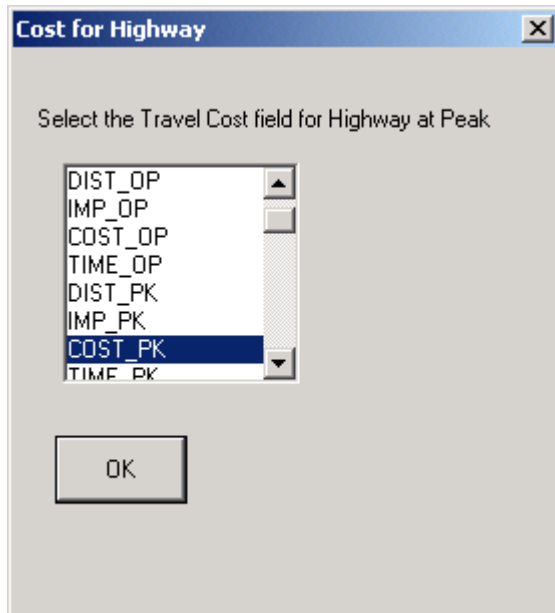 Cost for Highway
Select the Travel Cost field for Highway at Peak
DIST_OP
IMP_OP
COST_OP
TIME_OP
DIST_PK
IMP_PK
COST_PK
TIME_PK
OK